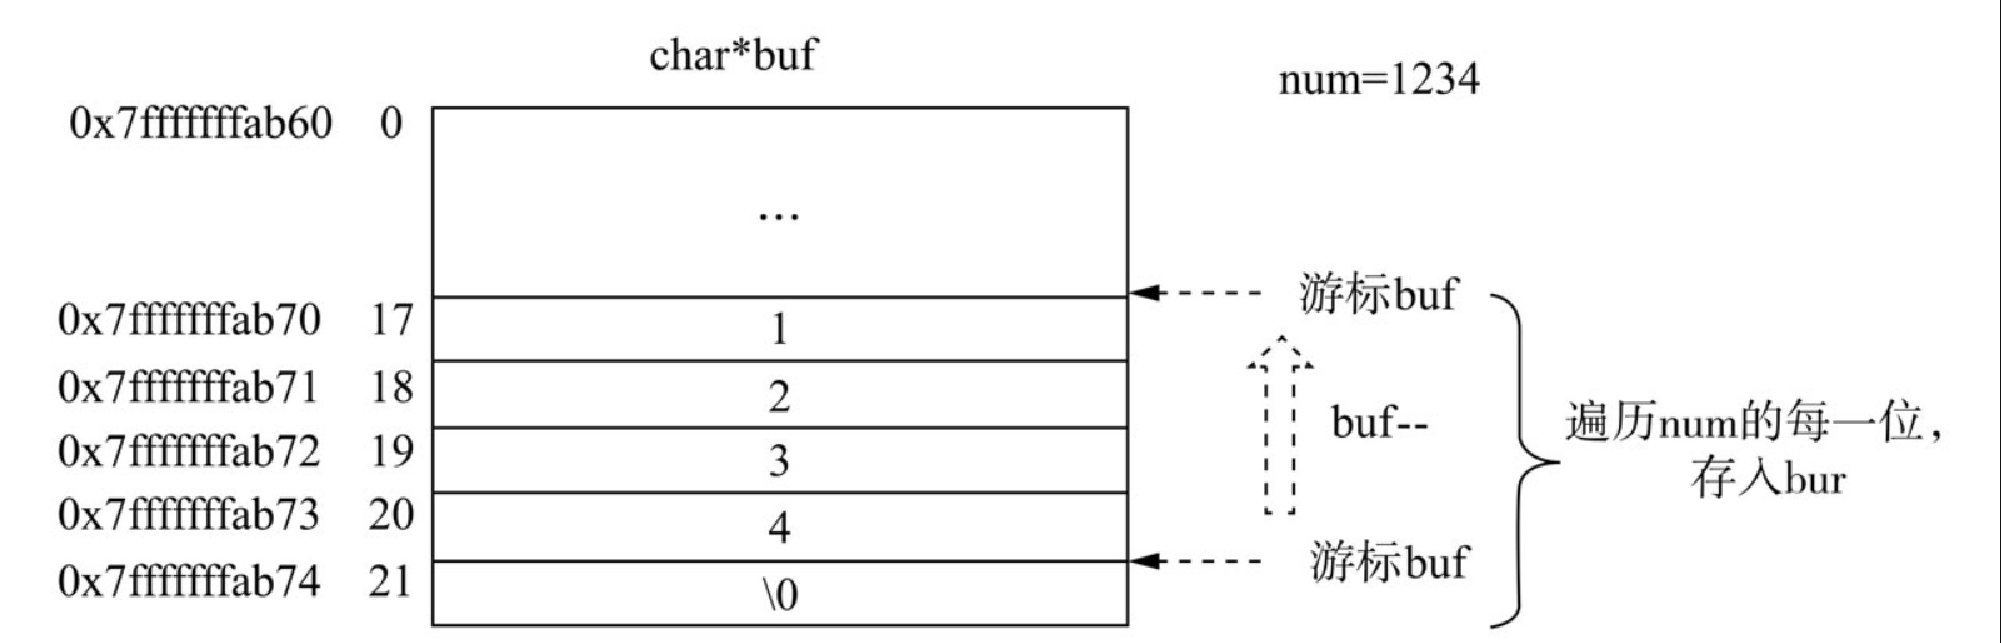 char*buf
num=1234
0x7fffffffab60 0
...
游标buf
0x7fffffffab70 17 1
0x7fffffffab71 18 2
buf--
遍历num的每一位，
存入bur
0x7fffffffab72 19 3
0x7fffffffab73 20 4
游标buf
0x7fffffffab74 21 \0